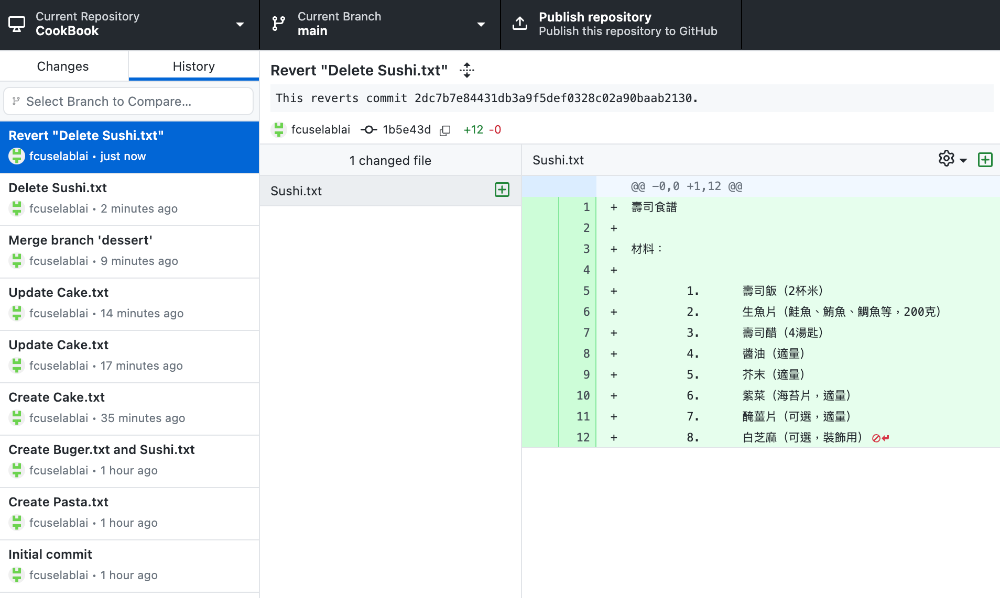 Current Repository
CookBook
Current Branch
main
Publish repository
Publish this repository to GitHub
Changes
History
Select Branch to Compare...
Revert "Delete Sushi.txt"
fcuselablai • just now
Delete Sushi.txt
fcuselablai • 2 minutes ago
Merge branch 'dessert'
fcuselablai • 9 minutes ago
Update Cake.txt
fcuselablai • 14 minutes ago
Update Cake.txt
fcuselablai • 17 minutes ago
Create Cake.txt
fcuselablai • 35 minutes ago
Create Buger.txt and Sushi.txt
fcuselablai • 1 hour ago
Create Pasta.txt
fcuselablai • 1 hour ago
Initial commit
fcuselablai • 1 hour ago
Revert "Delete Sushi.txt"
This reverts commit 2dc7b7e84431db3a9f5def0328c02a90baab2130.
fcuselablai 1b5e43d +12 -0
1 changed file
Sushi.txt
Sushi.txt
@@ -0,0 +1,12 @@
1 + 壽司食譜
2 +
3 + 材料：
4 +
5 + 1. 壽司飯（2杯米）
6 + 2. 生魚片（鮭魚、鮪魚、鯛魚等，200克）
7 + 3. 壽司醋（4湯匙）
8 + 4. 醬油（適量）
9 + 5. 芥末（適量）
10 + 6. 紫菜（海苔片，適量）
11 + 7. 醃薑片（可選，適量）
12 + 8. 白芝麻（可選，裝飾用）